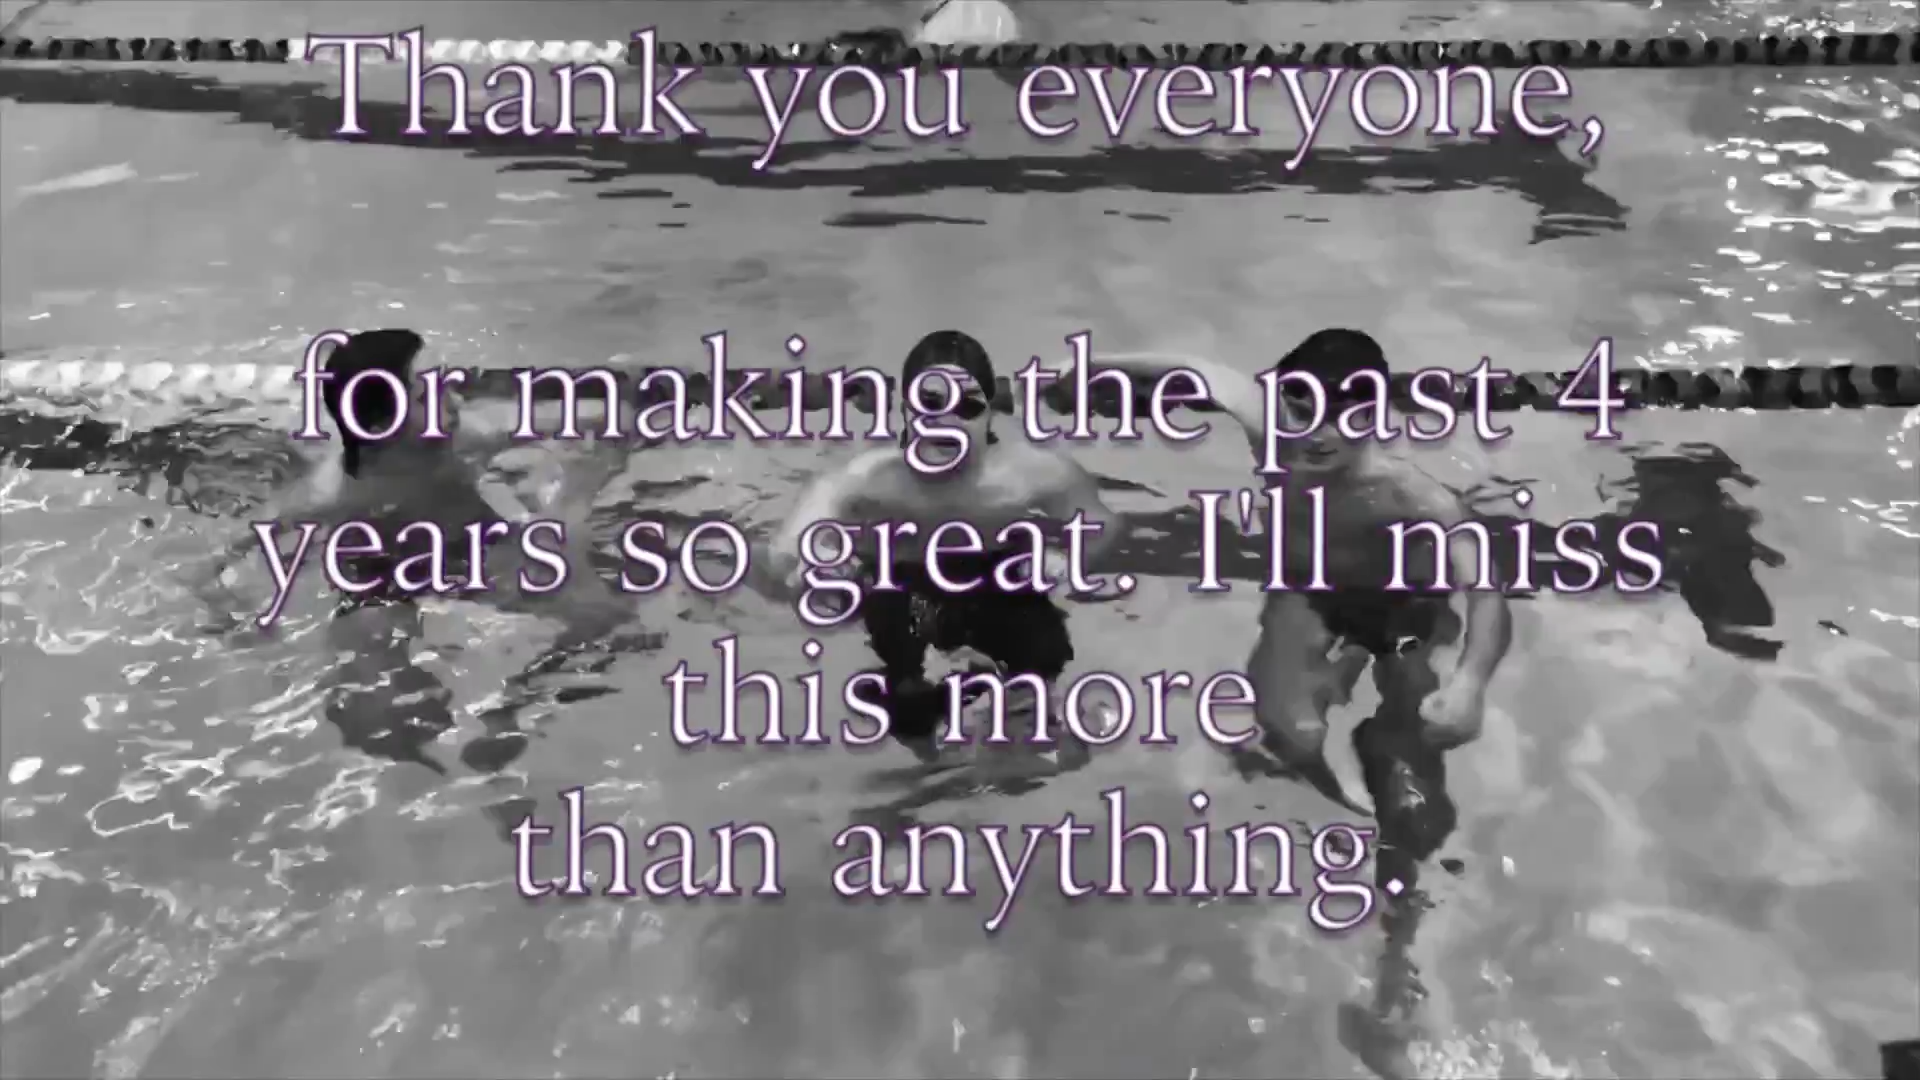 Thank you everyone,
for making the past 4
years so great. I'll miss
this more
than anything.